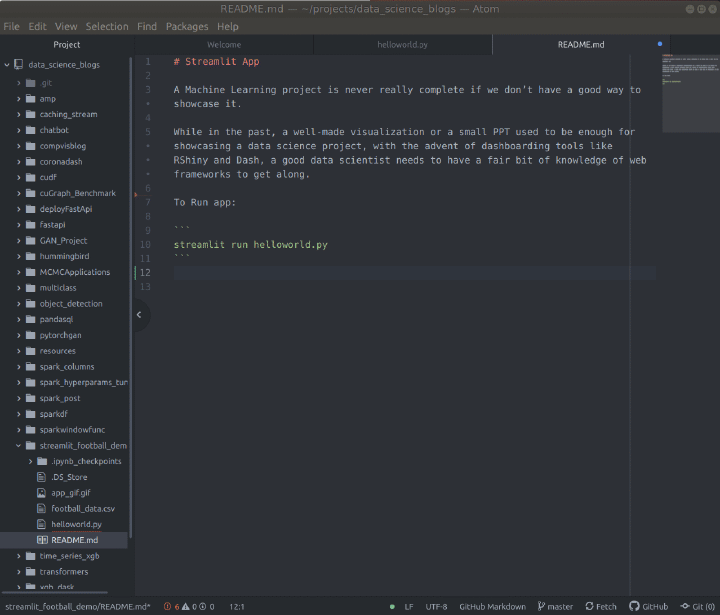 README.md — ~/projects/data_science_blogs — Atom
File Edit View Selection Find Packages Help
Project
Welcome
helloworld.py
README.md
data_science_blogs
.git
amp
caching_stream
chatbot
compvisblog
coronadash
cudf
cuGraph_Benchmark
deployFastApi
fastapi
GAN_Project
hummingbird
MCMCApplications
multiclass
object_detection
pandasql
pytorchgan
resources
spark_columns
spark_hyperparams_tun
spark_post
sparkdf
sparkwindowfunc
streamlit_football_dem
.ipynb_checkpoints
.DS_Store
app_gif.gif
football_data.csv
helloworld.py
README.md
time_series_xgb
transformers
xgb_dask
1 # Streamlit App
2
3 A Machine Learning project is never really complete if we don't have a good way to
• showcase it.
4
5 While in the past, a well-made visualization or a small PPT used to be enough for
• showcasing a data science project, with the advent of dashboarding tools like
• RShiny and Dash, a good data scientist needs to have a fair bit of knowledge of web
• frameworks to get along.
6
7 To Run app:
8
9 ```
10 streamlit run helloworld.py
11 ```
12
13
streamlit_football_demo/README.md* 6 0 0 12:1 LF UTF-8 GitHub Markdown master Fetch GitHub Git (0)